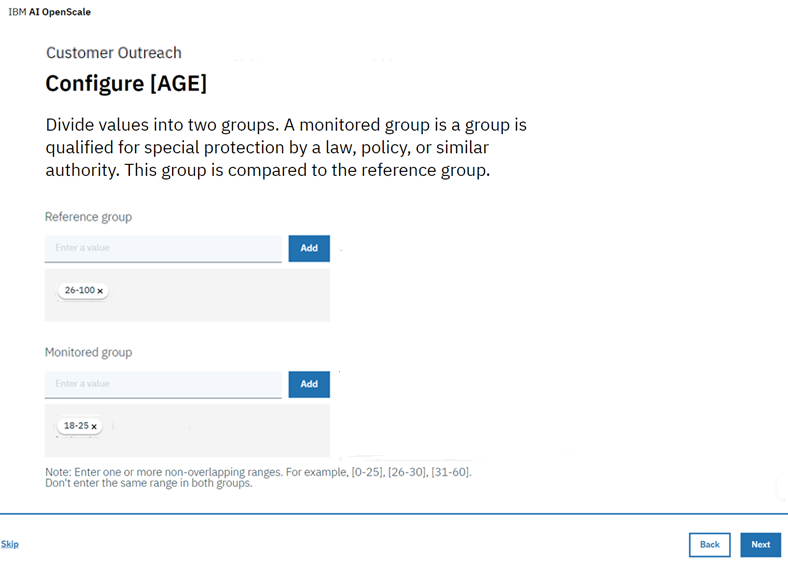 IBM AI OpenScale
Customer Outreach
Configure [AGE]
Divide values into two groups. A monitored group is a group is
qualified for special protection by a law, policy, or similar
authority. This group is compared to the reference group.
Reference group
Enter a value
Add
26-100 ×
Monitored group
Enter a value
Add
18-25 ×
Note: Enter one or more non-overlapping ranges. For example, [0-25], [26-30], [31-60].
Don't enter the same range in both groups.
Skip
Back
Next